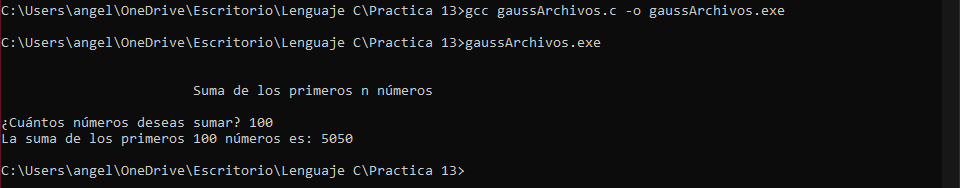 C:\Users\angel\OneDrive\Escritorio\Lenguaje C\Practica 13>gcc gaussArchivos.c -o gaussArchivos.exe
C:\Users\angel\OneDrive\Escritorio\Lenguaje C\Practica 13>gaussArchivos.exe
Suma de los primeros n números
¿Cuántos números deseas sumar? 100
La suma de los primeros 100 números es: 5050
C:\Users\angel\OneDrive\Escritorio\Lenguaje C\Practica 13>